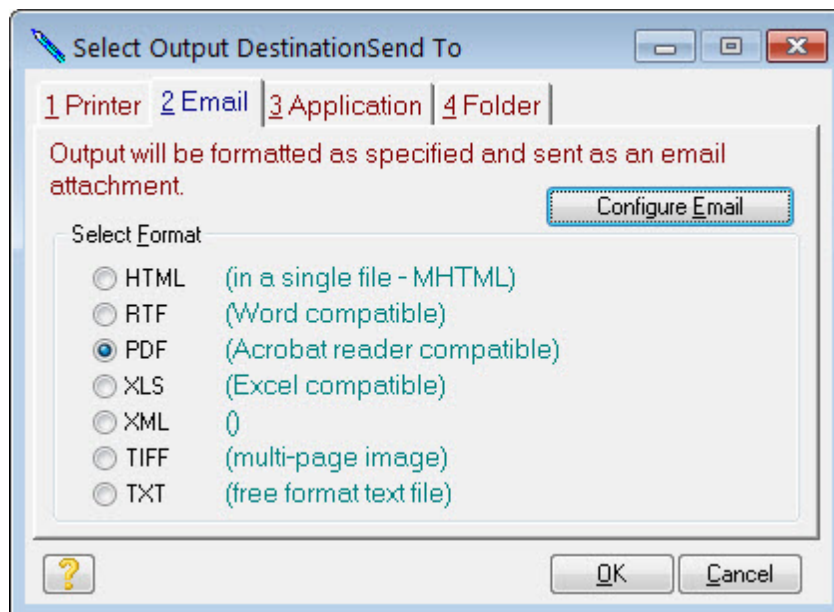 Select Output DestinationSend To
1 Printer 2 Email 3 Application 4 Folder
Output will be formatted as specified and sent as an email
attachment.
Configure Email
Select Format
HTML (in a single file - MHTML)
RTF (Word compatible)
PDF (Acrobat reader compatible)
XLS (Excel compatible)
XML ()
TIFF (multi-page image)
TXT (free format text file)
? OK Cancel